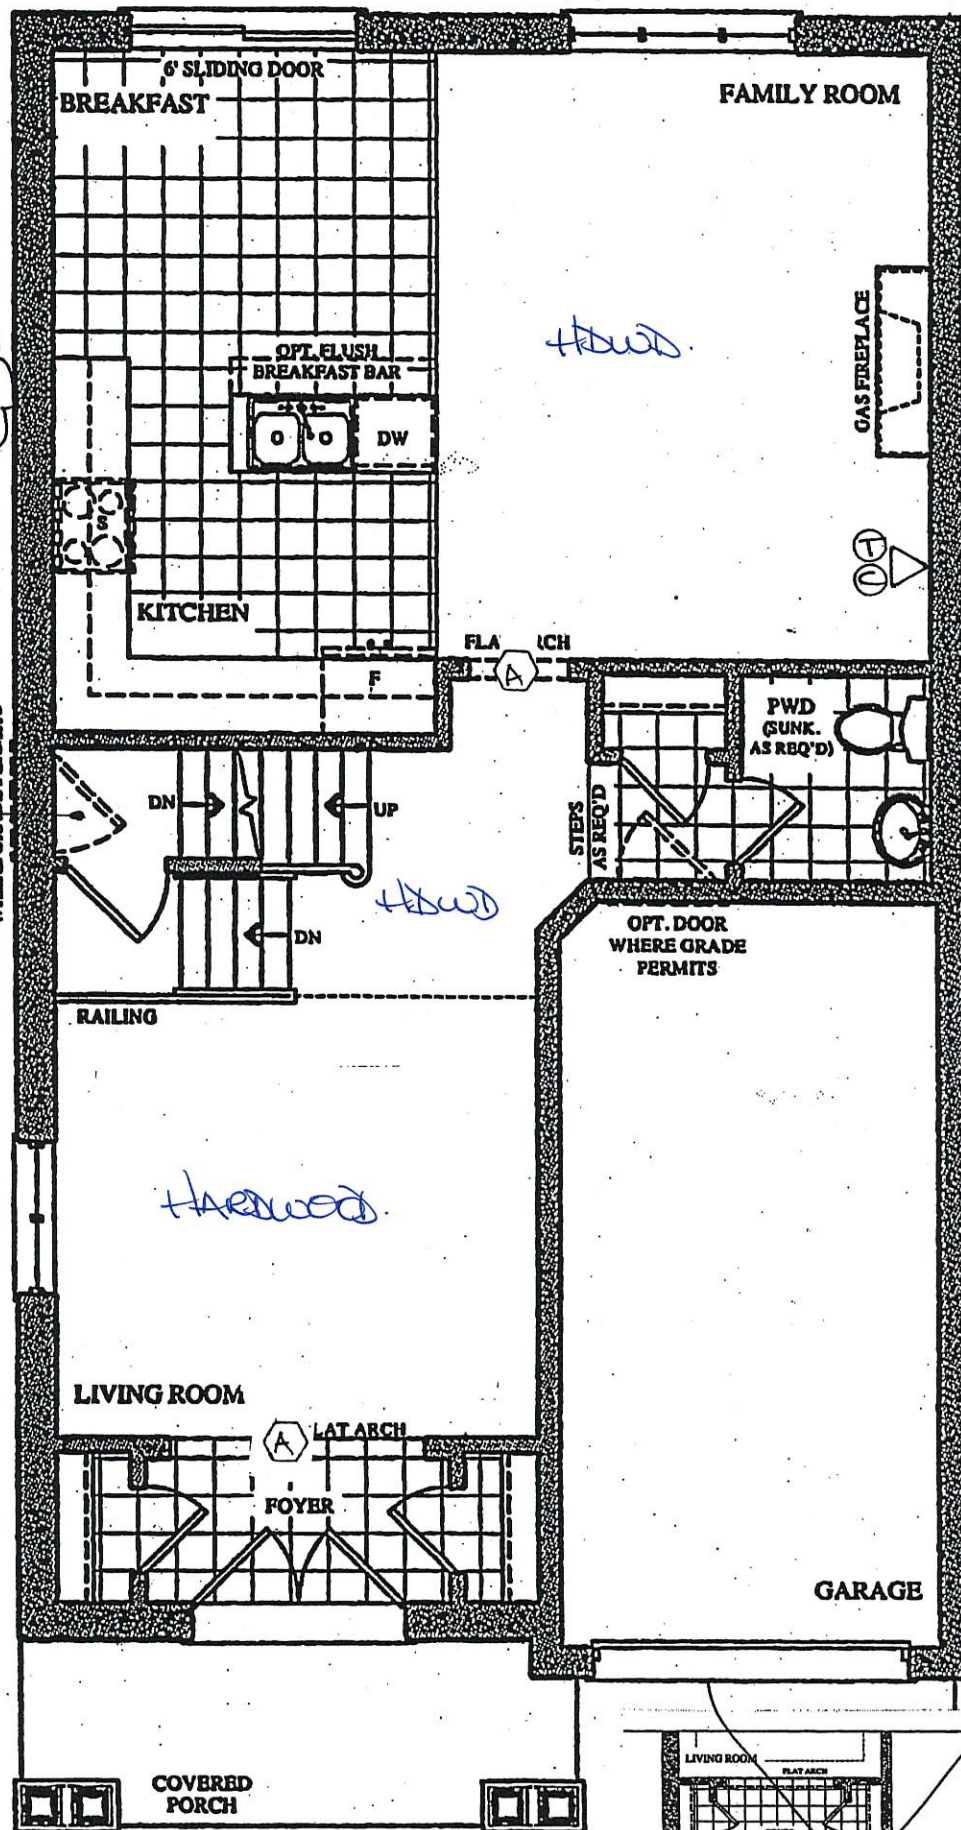 6' SLIDING DOOR
BREAKFAST
FAMILY ROOM
HDWD.
GAS FIREPLACE
OPT. FLUSH
BREAKFAST BAR
DW
S
T
C
KITCHEN
F
FLA
RCH
A
PWD
(SUNK.
AS REQ'D)
DN
UP
STEPS
AS REQ'D
HDWD
DN
OPT. DOOR
WHERE GRADE
PERMITS
RAILING
HARDWOOD.
LIVING ROOM
A
LAT ARCH
FOYER
GARAGE
COVERED
PORCH
LIVING ROOM
FLAT ARCH